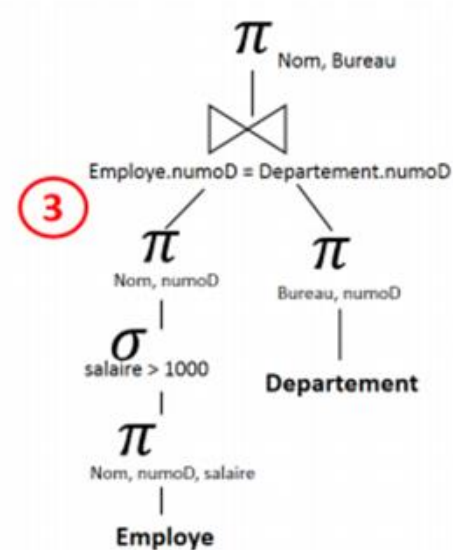 π
Nom, Bureau
⋈
Employe.numoD = Departement.numoD
3
π
π
Nom, numoD
Bureau, numoD
σ
salaire > 1000
Departement
π
Nom, numoD, salaire
Employe